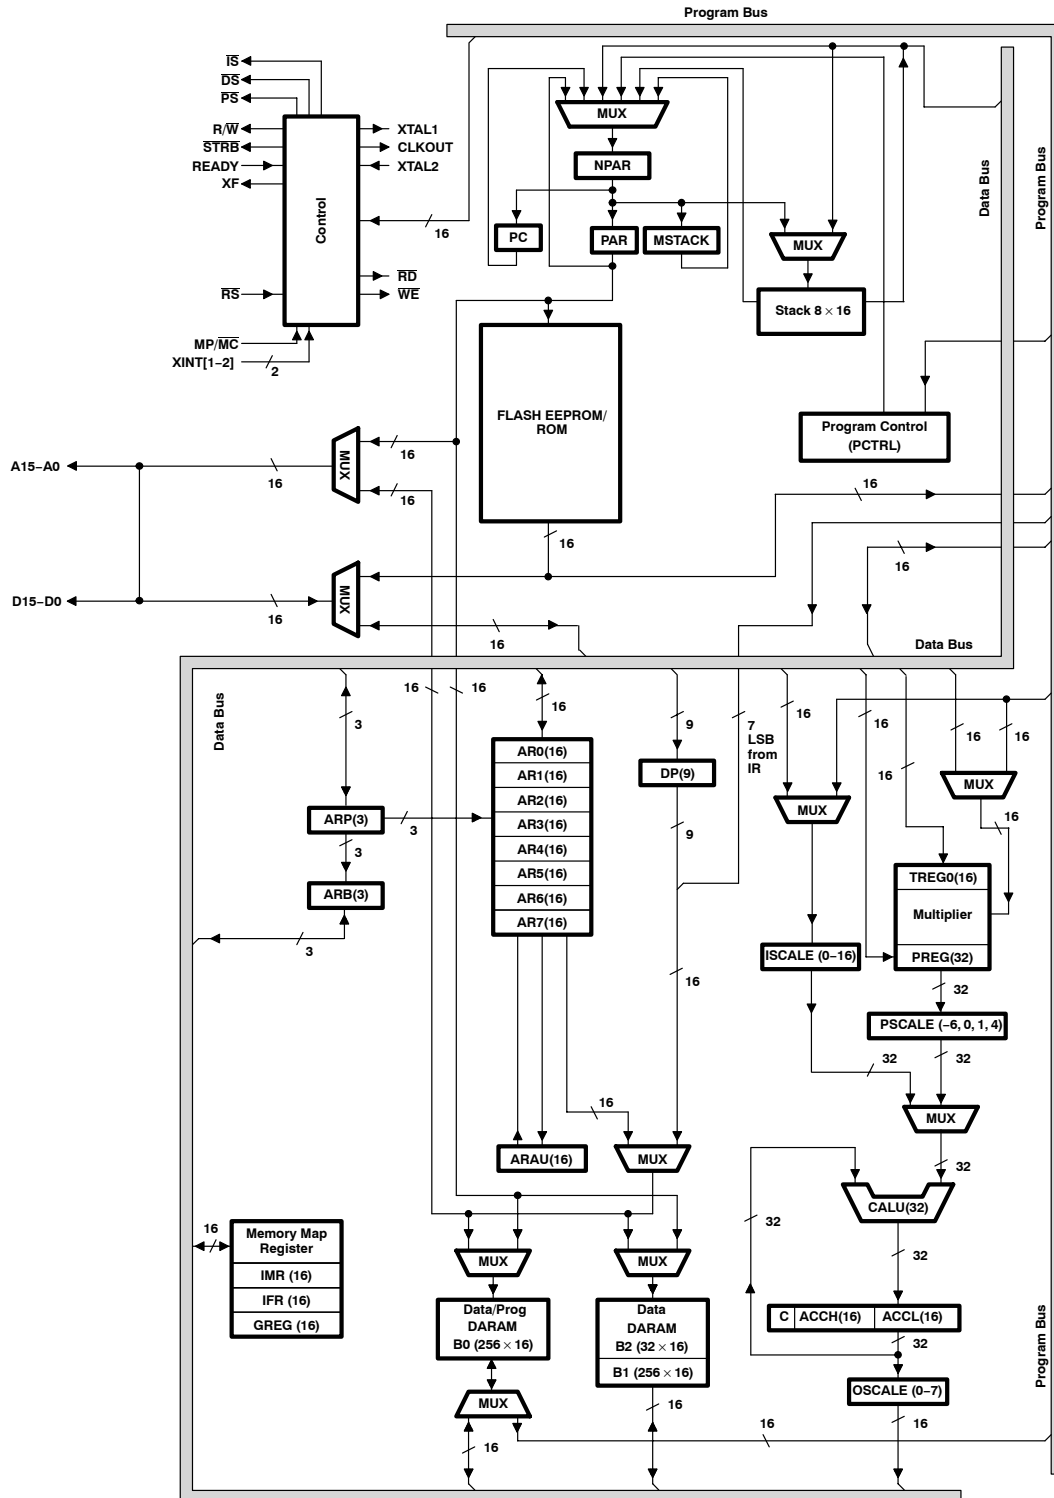 Program Bus
IS
DS
PS
R/W
STRB
READY
XF
XTAL1
CLKOUT
XTAL2
Control
16
RD
WE
RS
MP/MC
XINT[1–2]
2
MUX
NPAR
PC
PAR
MSTACK
MUX
Stack 8 × 16
Data Bus
Program Bus
FLASH EEPROM/
ROM
Program Control
(PCTRL)
A15–A0
16
MUX
16
16
16
16
D15–D0
16
MUX
16
16
Data Bus
Data Bus
3
16
16
16
9
7
LSB
from
IR
16
16
16
16
16
AR0(16)
AR1(16)
AR2(16)
AR3(16)
AR4(16)
AR5(16)
AR6(16)
AR7(16)
DP(9)
9
MUX
MUX
16
ARP(3)
3
3
ARB(3)
3
TREG0(16)
Multiplier
PREG(32)
ISCALE (0–16)
16
32
PSCALE (–6, 0, 1, 4)
32
32
16
MUX
ARAU(16)
MUX
32
CALU(32)
32
32
16
Memory Map
Register
IMR (16)
IFR (16)
GREG (16)
MUX
MUX
Data/Prog
DARAM
B0 (256 × 16)
Data
DARAM
B2 (32 × 16)
B1 (256 × 16)
C
ACCH(16)
ACCL(16)
32
OSCALE (0–7)
MUX
16
16
16
16
Program Bus